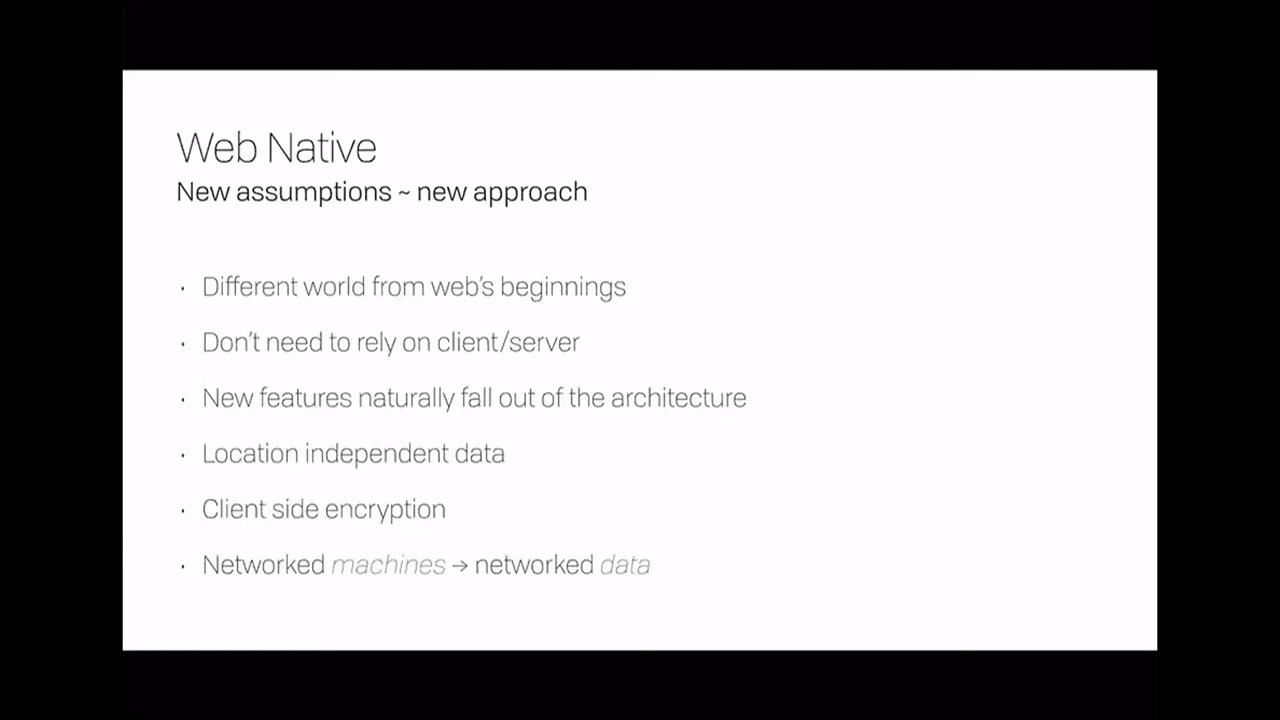 Web Native
New assumptions ~ new approach
· Different world from web’s beginnings
· Don’t need to rely on client/server
· New features naturally fall out of the architecture
· Location independent data
· Client side encryption
· Networked machines → networked data